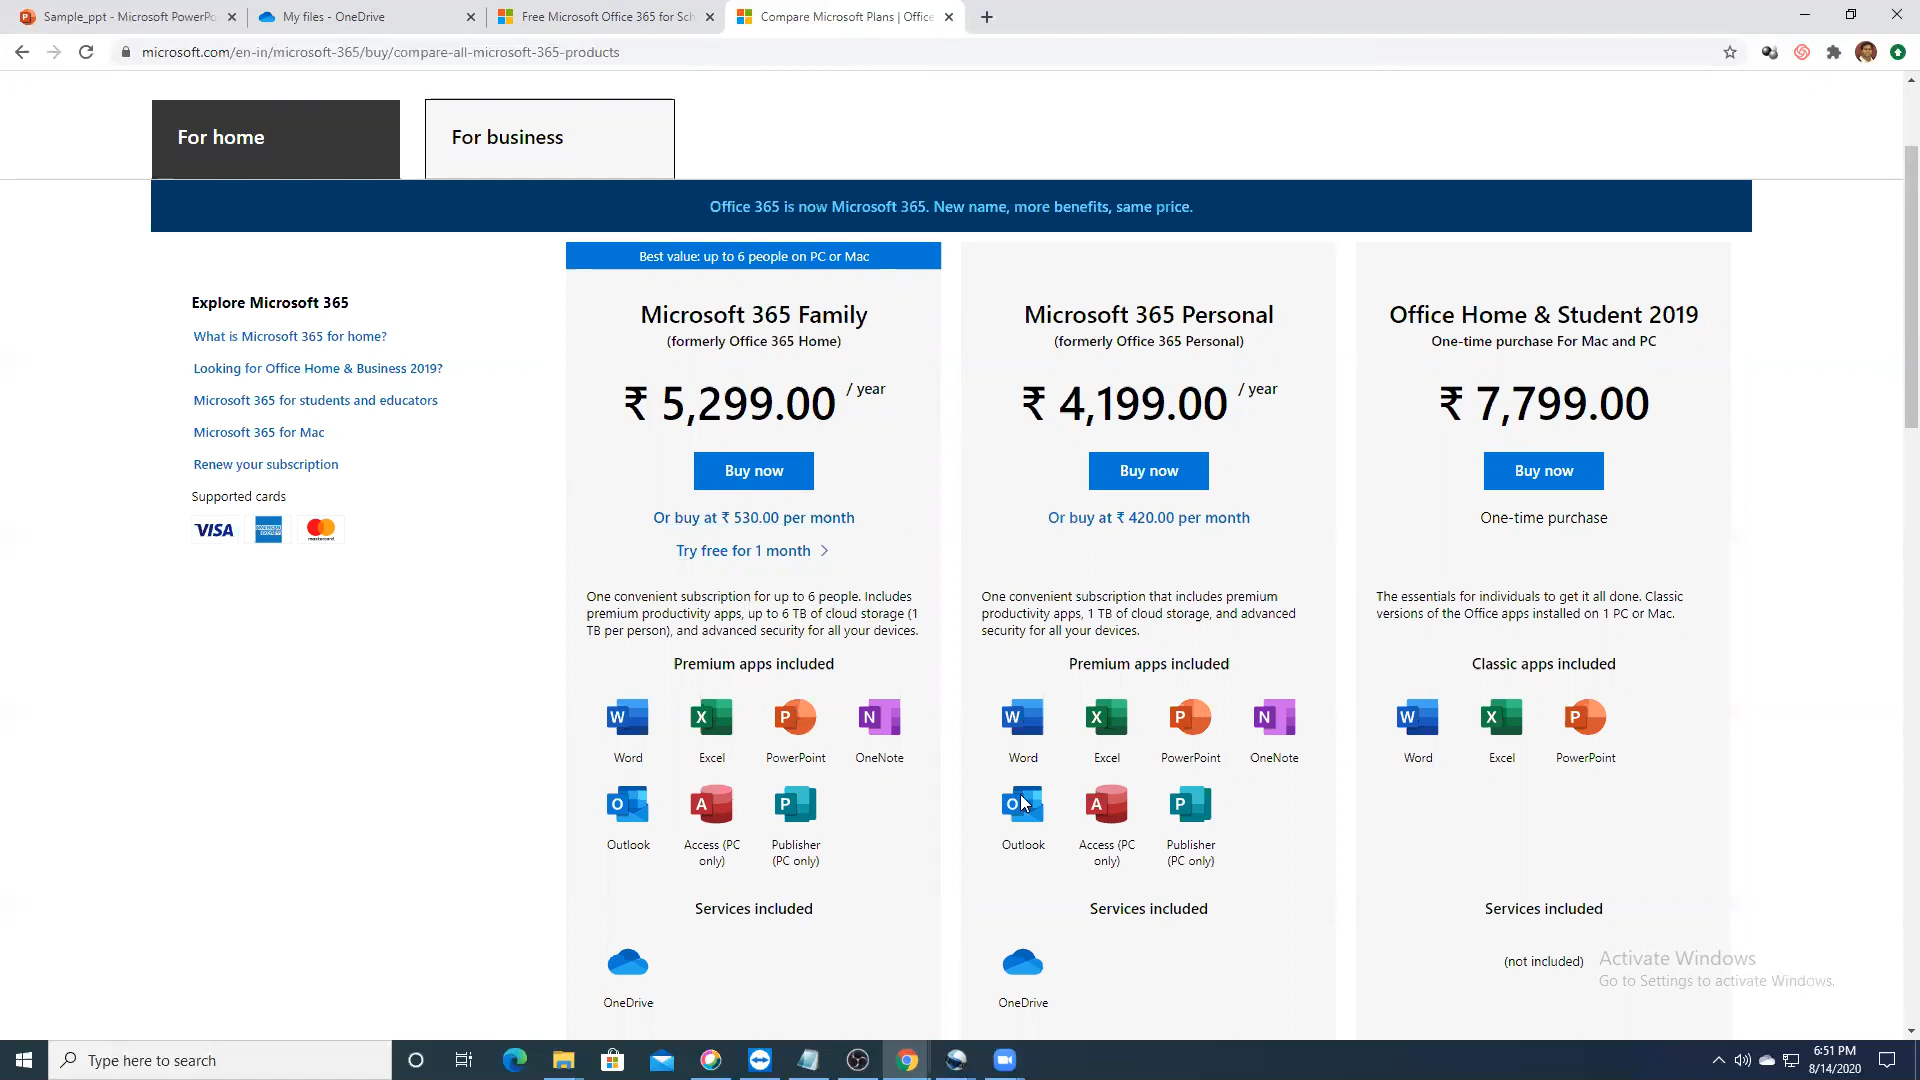 Sample_ppt - Microsoft PowerPo
My files - OneDrive
Free Microsoft Office 365 for Sch
Compare Microsoft Plans | Office
microsoft.com/en-in/microsoft-365/buy/compare-all-microsoft-365-products
For home
For business
Office 365 is now Microsoft 365. New name, more benefits, same price.
Explore Microsoft 365
What is Microsoft 365 for home?
Looking for Office Home & Business 2019?
Microsoft 365 for students and educators
Microsoft 365 for Mac
Renew your subscription
Supported cards
VISA
AMERICAN EXPRESS
mastercard
Best value: up to 6 people on PC or Mac
Microsoft 365 Family
(formerly Office 365 Home)
₹ 5,299.00 / year
Buy now
Or buy at ₹ 530.00 per month
Try free for 1 month
One convenient subscription for up to 6 people. Includes
premium productivity apps, up to 6 TB of cloud storage (1
TB per person), and advanced security for all your devices.
Premium apps included
W X P N
Word Excel PowerPoint OneNote
O A P
Outlook Access (PC only) Publisher (PC only)
Services included
OneDrive
Microsoft 365 Personal
(formerly Office 365 Personal)
₹ 4,199.00 / year
Buy now
Or buy at ₹ 420.00 per month
One convenient subscription that includes premium
productivity apps, 1 TB of cloud storage, and advanced
security for all your devices.
Premium apps included
W X P N
Word Excel PowerPoint OneNote
O A P
Outlook Access (PC only) Publisher (PC only)
Services included
OneDrive
Office Home & Student 2019
One-time purchase For Mac and PC
₹ 7,799.00
Buy now
One-time purchase
The essentials for individuals to get it all done. Classic
versions of the Office apps installed on 1 PC or Mac.
Classic apps included
W X P
Word Excel PowerPoint
Services included
(not included)
Activate Windows
Go to Settings to activate Windows.
Type here to search
6:51 PM
8/14/2020